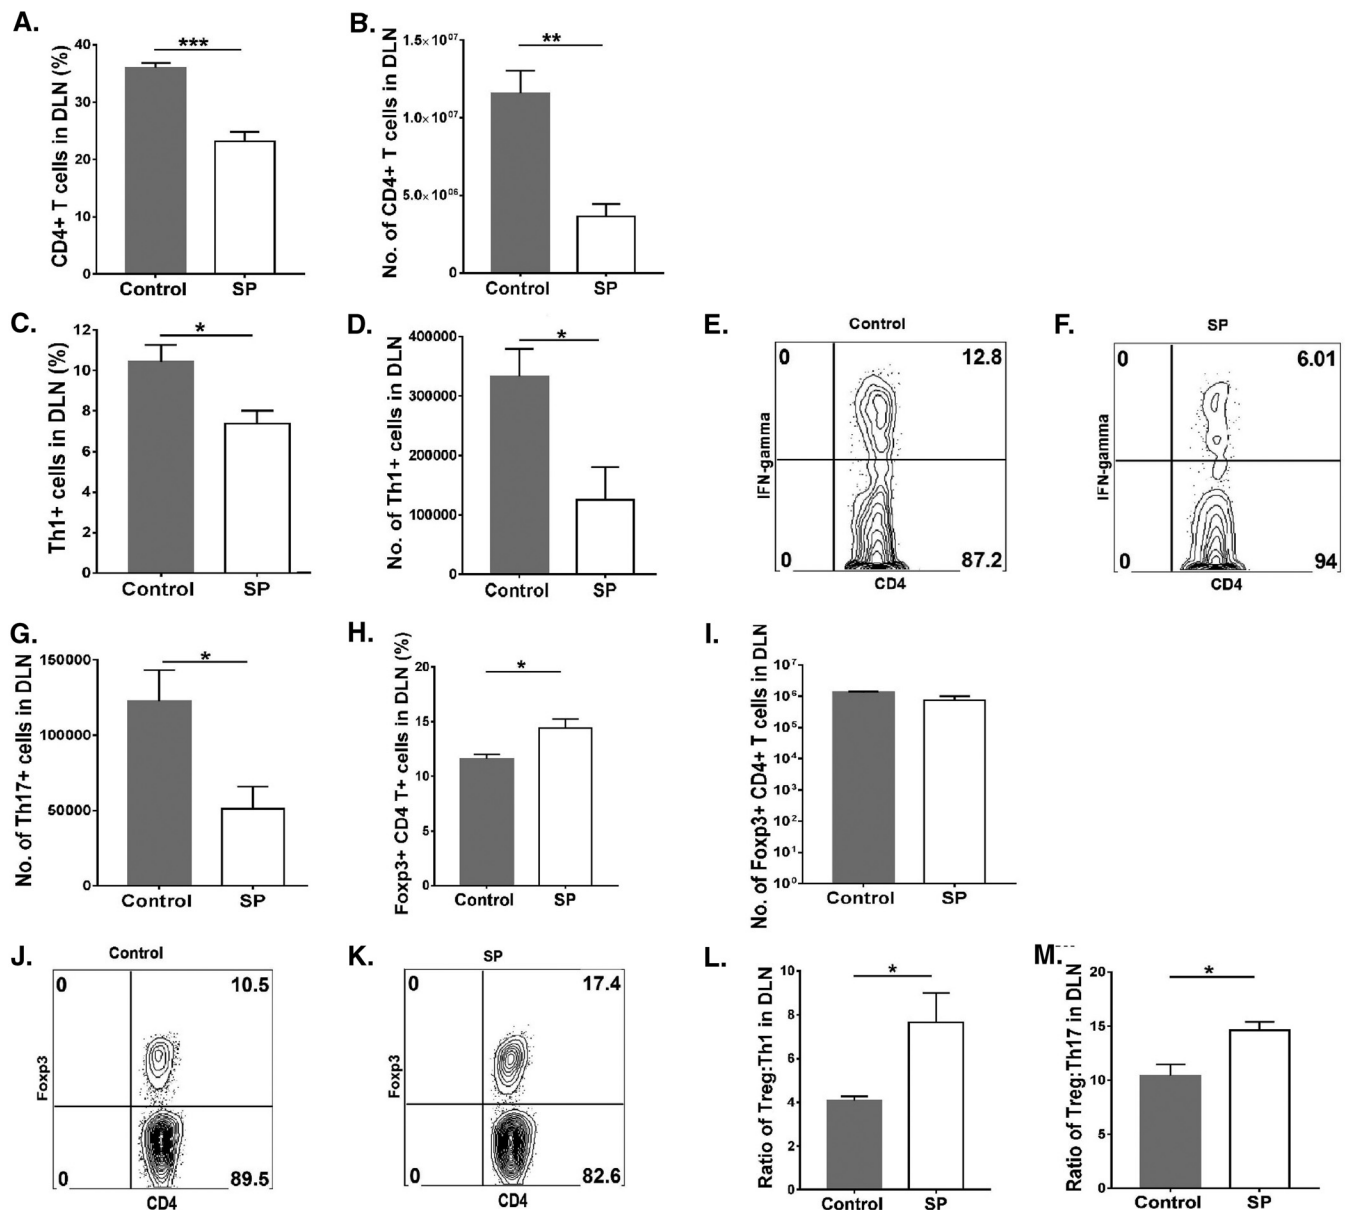 A.
CD4+ T cells in DLN (%)
40
30
20
10
0
***
Control
SP
B.
No. of CD4+ T cells in DLN
1.5×10⁰⁷
1.0×10⁰⁷
5.0×10⁰⁶
0
**
Control
SP
C.
Th1+ cells in DLN (%)
12
10
8
6
4
2
0
*
Control
SP
D.
No. of Th1+ cells in DLN
400000
300000
200000
100000
0
*
Control
SP
E.
Control
IFN-gamma
0
12.8
0
87.2
CD4
F.
SP
IFN-gamma
0
6.01
0
94
CD4
G.
No. of Th17+ cells in DLN
150000
100000
50000
0
*
Control
SP
H.
Foxp3+ CD4 T+ cells in DLN (%)
20
15
10
5
0
*
Control
SP
I.
No. of Foxp3+ CD4+ T cells in DLN
10⁷
10⁶
10⁵
10⁴
10³
10²
10¹
10⁰
Control
SP
J.
Control
Foxp3
0
10.5
0
89.5
CD4
K.
SP
Foxp3
0
17.4
0
82.6
CD4
L.
Ratio of Treg:Th1 in DLN
10
8
6
4
2
0
*
Control
SP
M.
Ratio of Treg:Th17 in DLN
20
15
10
5
0
*
Control
SP